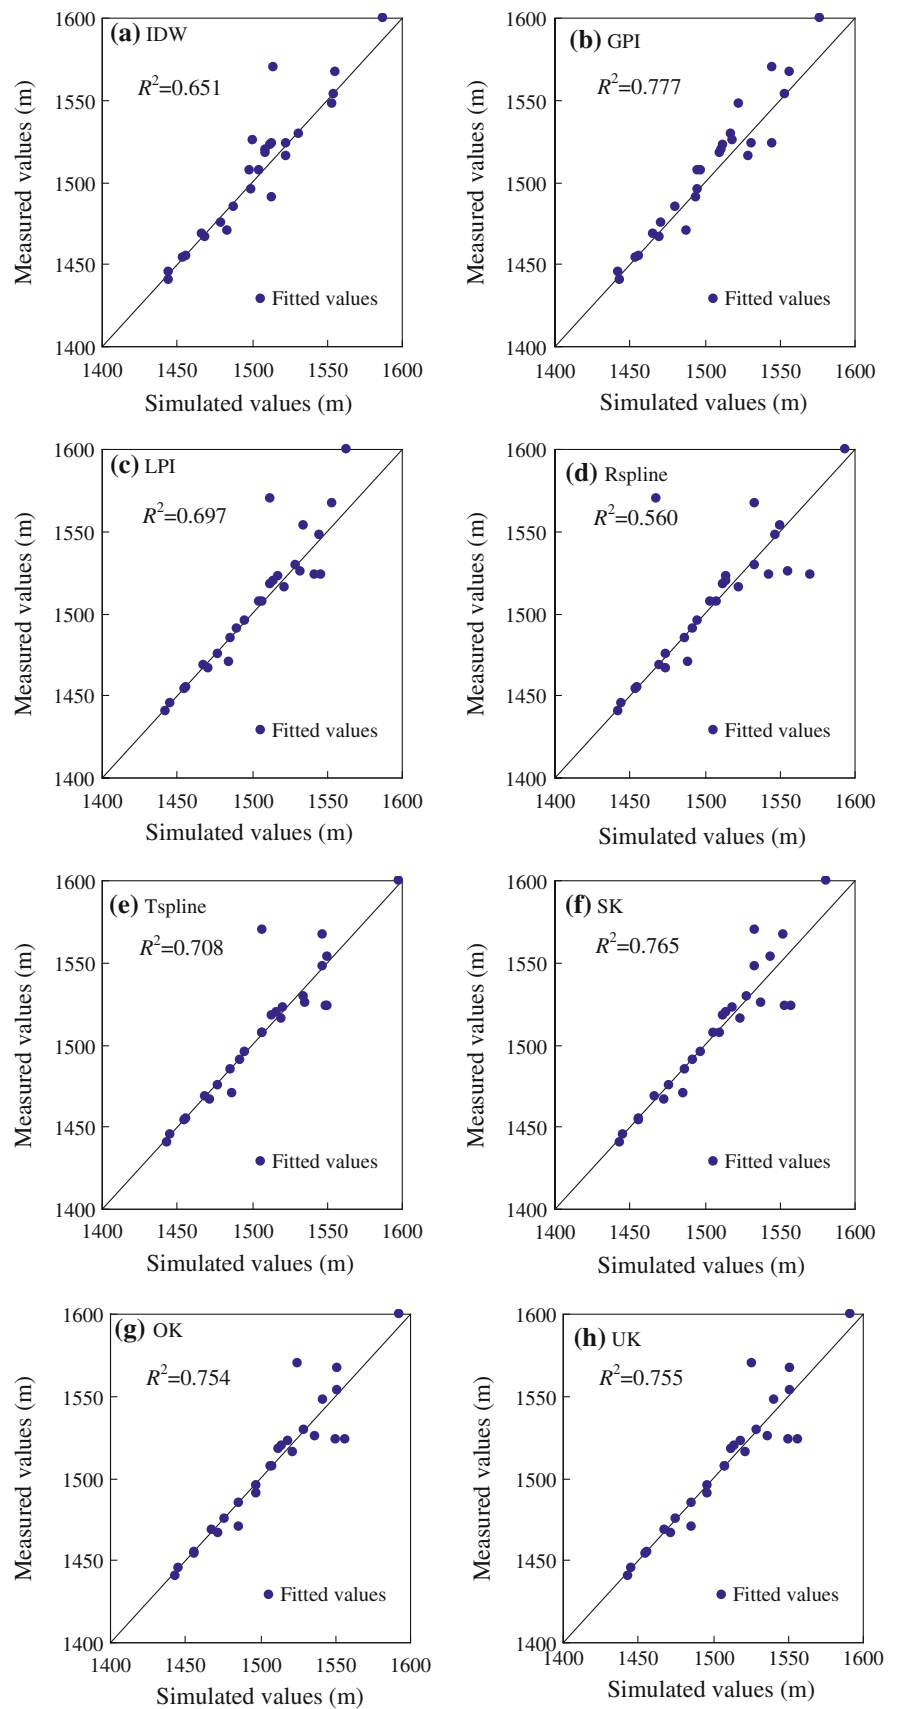 (a) IDW
R²=0.651
Measured values (m)
1600
1550
1500
1450
1400
Fitted values
1400 1450 1500 1550 1600
Simulated values (m)
(b) GPI
R²=0.777
Measured values (m)
1600
1550
1500
1450
1400
Fitted values
1400 1450 1500 1550 1600
Simulated values (m)
(c) LPI
R²=0.697
Measured values (m)
1600
1550
1500
1450
1400
Fitted values
1400 1450 1500 1550 1600
Simulated values (m)
(d) Rspline
R²=0.560
Measured values (m)
1600
1550
1500
1450
1400
Fitted values
1400 1450 1500 1550 1600
Simulated values (m)
(e) Tspline
R²=0.708
Measured values (m)
1600
1550
1500
1450
1400
Fitted values
1400 1450 1500 1550 1600
Simulated values (m)
(f) SK
R²=0.765
Measured values (m)
1600
1550
1500
1450
1400
Fitted values
1400 1450 1500 1550 1600
Simulated values (m)
(g) OK
R²=0.754
Measured values (m)
1600
1550
1500
1450
1400
Fitted values
1400 1450 1500 1550 1600
Simulated values (m)
(h) UK
R²=0.755
Measured values (m)
1600
1550
1500
1450
1400
Fitted values
1400 1450 1500 1550 1600
Simulated values (m)